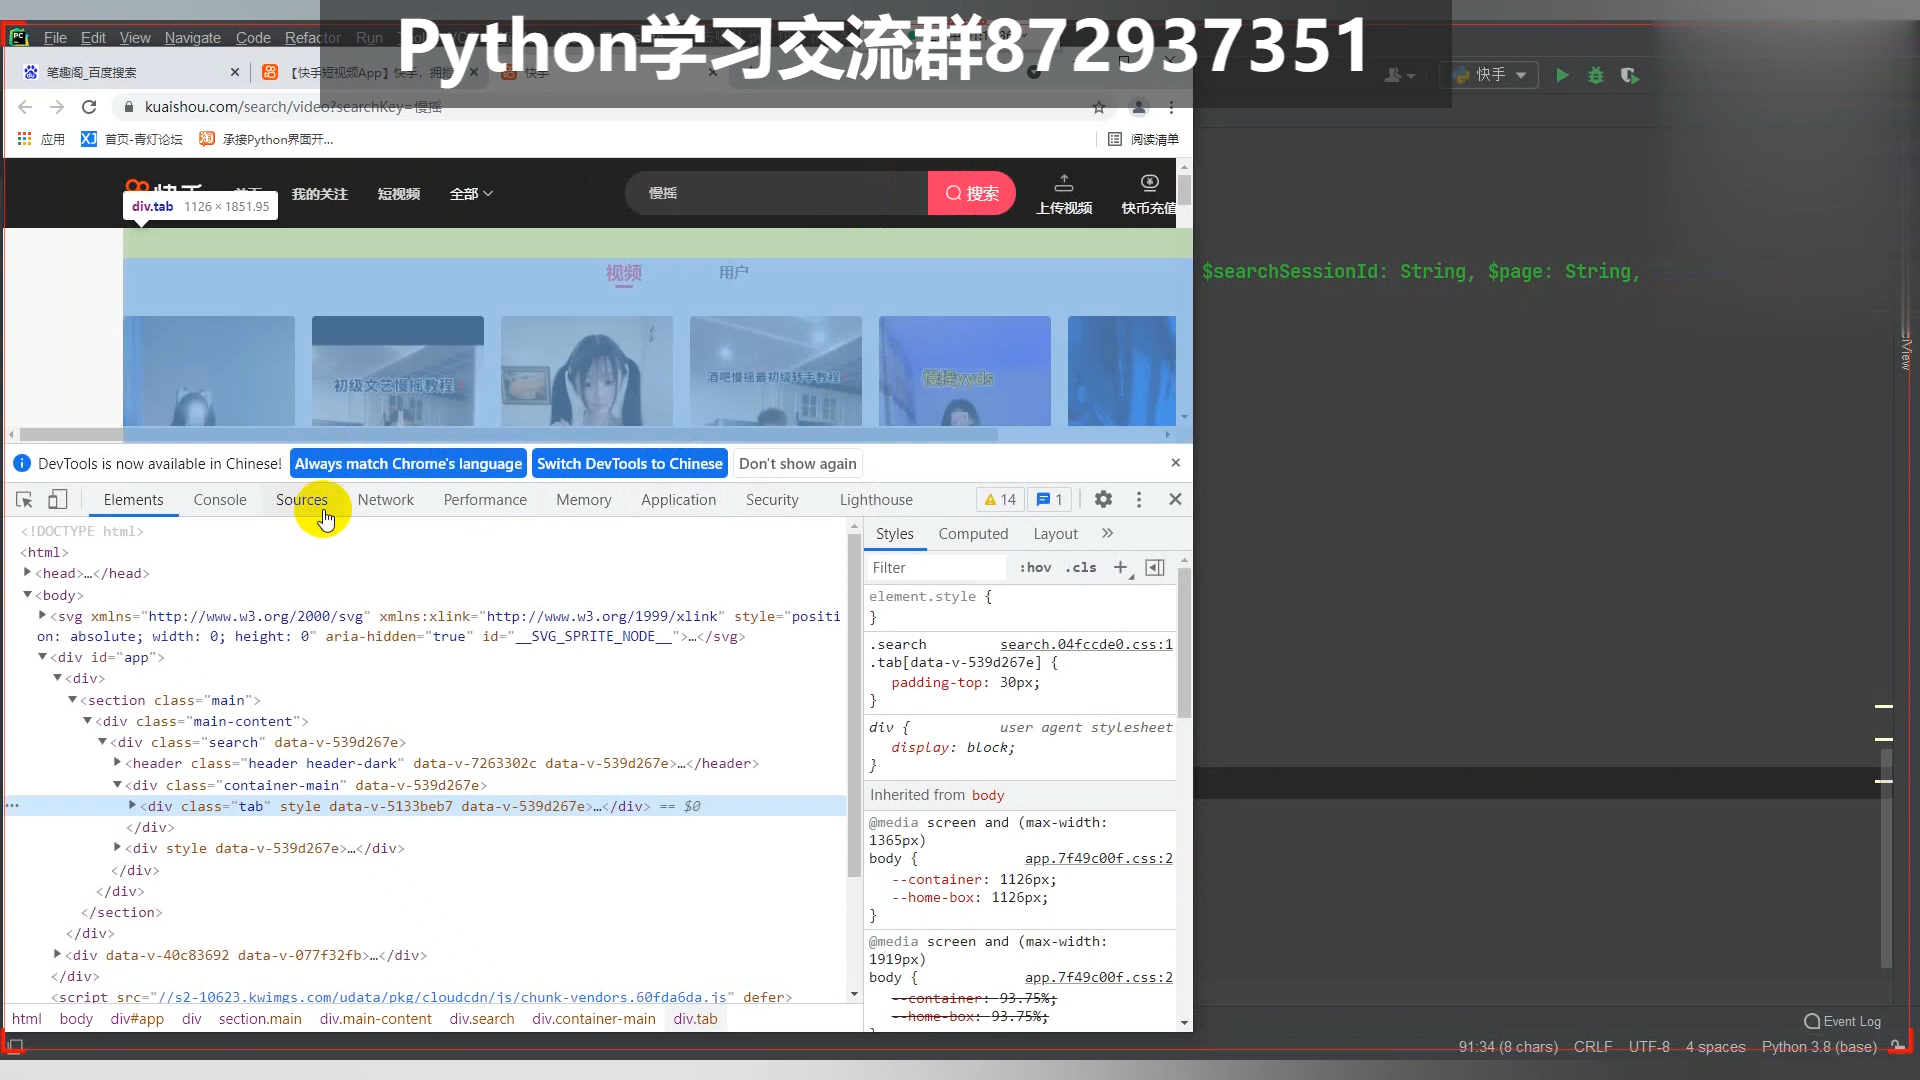 Python学习交流群872937351
File Edit View Navigate Code Refactor Run
笔趣阁_百度搜索
【快手短视频App】快手，拥抱
快手
kuaishou.com/search/video?searchKey=慢摇
应用 首页-青灯论坛 承接Python界面开... 阅读清单
快手
首页 我的关注 短视频 全部 慢摇 搜索 上传视频 快币充值
div.tab 1126 × 1851.95
视频 用户
初级文艺慢摇教程
酒吧慢摇最初级转手教程
慢摇yyds
$searchSessionId: String, $page: String,
DevTools is now available in Chinese! Always match Chrome's language Switch DevTools to Chinese Don't show again
Elements Console Sources Network Performance Memory Application Security Lighthouse 14 1
<!DOCTYPE html>
<html>
<head>…</head>
<body>
<svg xmlns="http://www.w3.org/2000/svg" xmlns:xlink="http://www.w3.org/1999/xlink" style="positi
on: absolute; width: 0; height: 0" aria-hidden="true" id="__SVG_SPRITE_NODE__">…</svg>
<div id="app">
<div>
<section class="main">
<div class="main-content">
<div class="search" data-v-539d267e>
<header class="header header-dark" data-v-7263302c data-v-539d267e>…</header>
<div class="container-main" data-v-539d267e>
<div class="tab" style data-v-5133beb7 data-v-539d267e>…</div> == $0
</div>
<div style data-v-539d267e>…</div>
</div>
</div>
</section>
</div>
<div data-v-40c83692 data-v-077f32fb>…</div>
</div>
<script src="//s2-10623.kwimgs.com/udata/pkg/cloudcdn/js/chunk-vendors.60fda6da.js" defer>
html body div#app div section.main div.main-content div.search div.container-main div.tab
Styles Computed Layout
Filter :hov .cls
element.style {
}
.search search.04fccde0.css:1
.tab[data-v-539d267e] {
padding-top: 30px;
}
div { user agent stylesheet
display: block;
}
Inherited from body
@media screen and (max-width:
1365px)
body { app.7f49c00f.css:2
--container: 1126px;
--home-box: 1126px;
}
@media screen and (max-width:
1919px)
body { app.7f49c00f.css:2
--container: 93.75%;
--home-box: 93.75%;
快手
Event Log
91:34 (8 chars) CRLF UTF-8 4 spaces Python 3.8 (base)